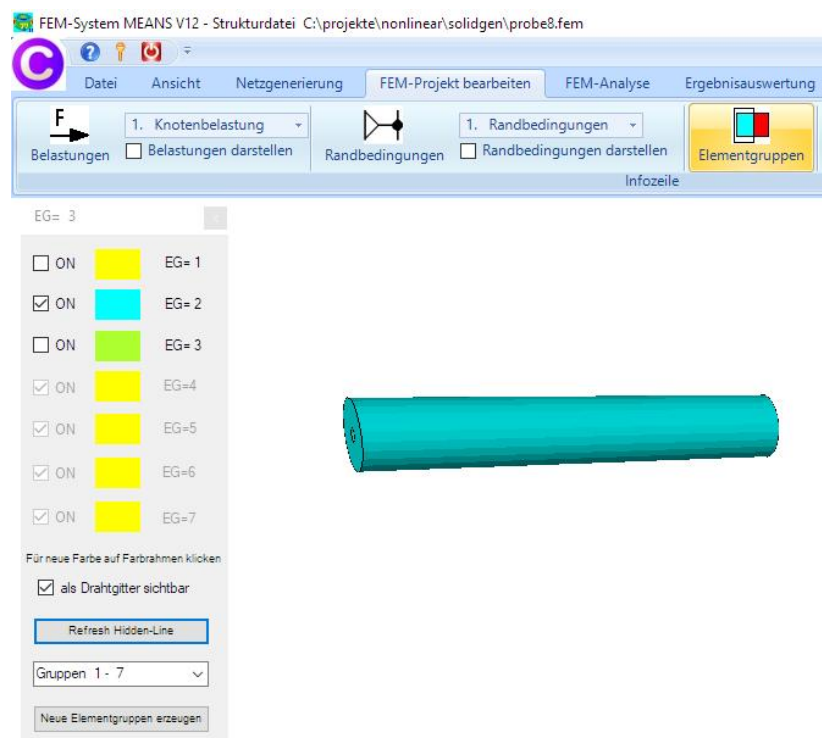 FEM-System MEANS V12 - Strukturdatei C:\projekte\nonlinear\solidgen\probe8.fem
Datei Ansicht Netzgenerierung FEM-Projekt bearbeiten FEM-Analyse Ergebnisauswertung
F
1. Knotenbelastung
1. Randbedingungen
Belastungen
Belastungen darstellen
Randbedingungen
Randbedingungen darstellen
Elementgruppen
Infozeile
EG= 3
ON EG= 1
ON EG= 2
ON EG= 3
ON EG=4
ON EG=5
ON EG=6
ON EG=7
Für neue Farbe auf Farbrahmen klicken
als Drahtgitter sichtbar
Refresh Hidden-Line
Gruppen 1 - 7
Neue Elementgruppen erzeugen